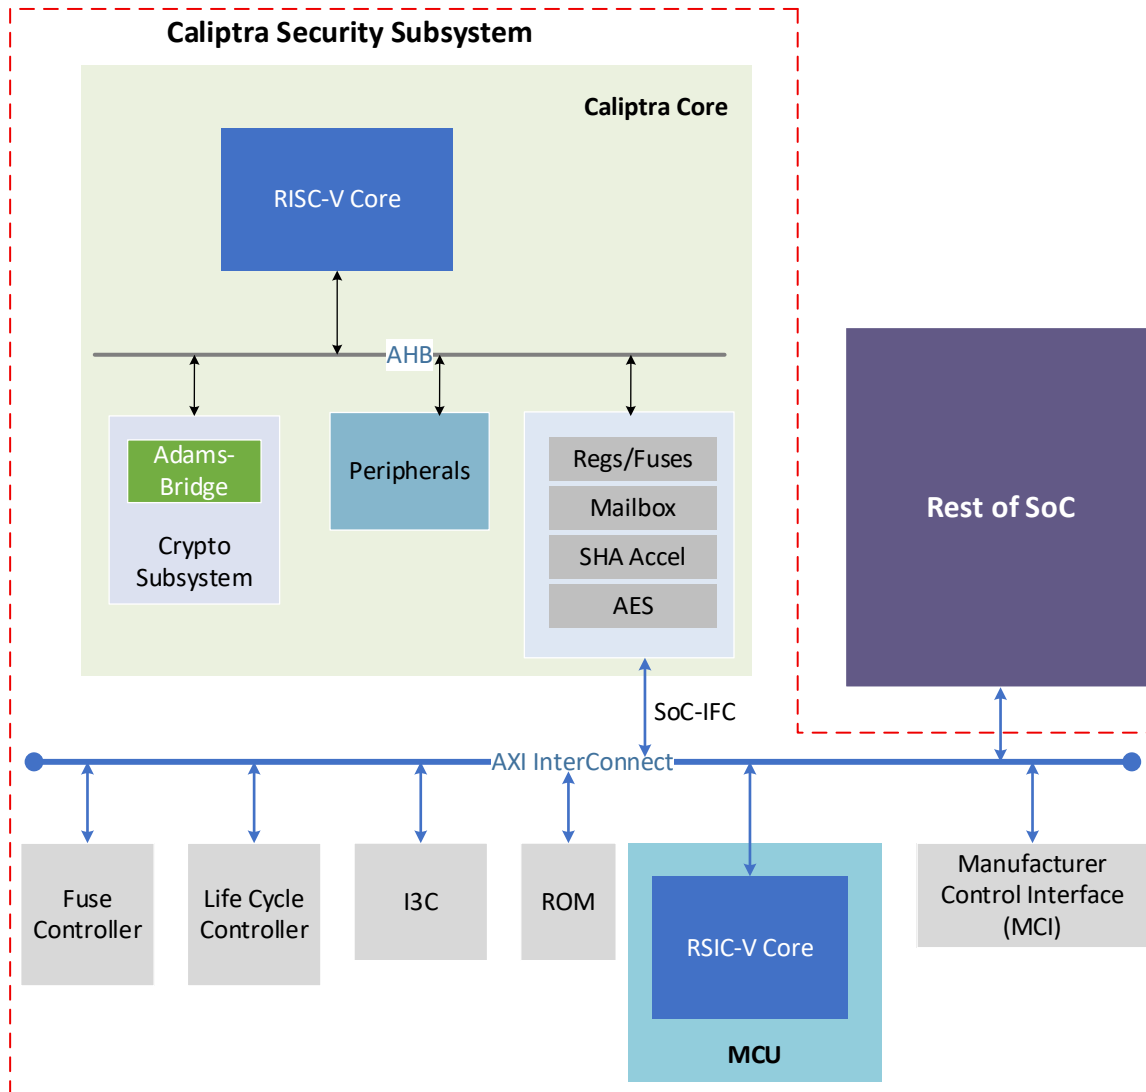 Caliptra Security Subsystem
Caliptra Core
RISC-V Core
AHB
Adams-
Bridge
Crypto
Subsystem
Peripherals
Regs/Fuses
Mailbox
SHA Accel
AES
Rest of SoC
SoC-IFC
AXI InterConnect
Fuse
Controller
Life Cycle
Controller
I3C
ROM
RSIC-V Core
MCU
Manufacturer
Control Interface
(MCI)